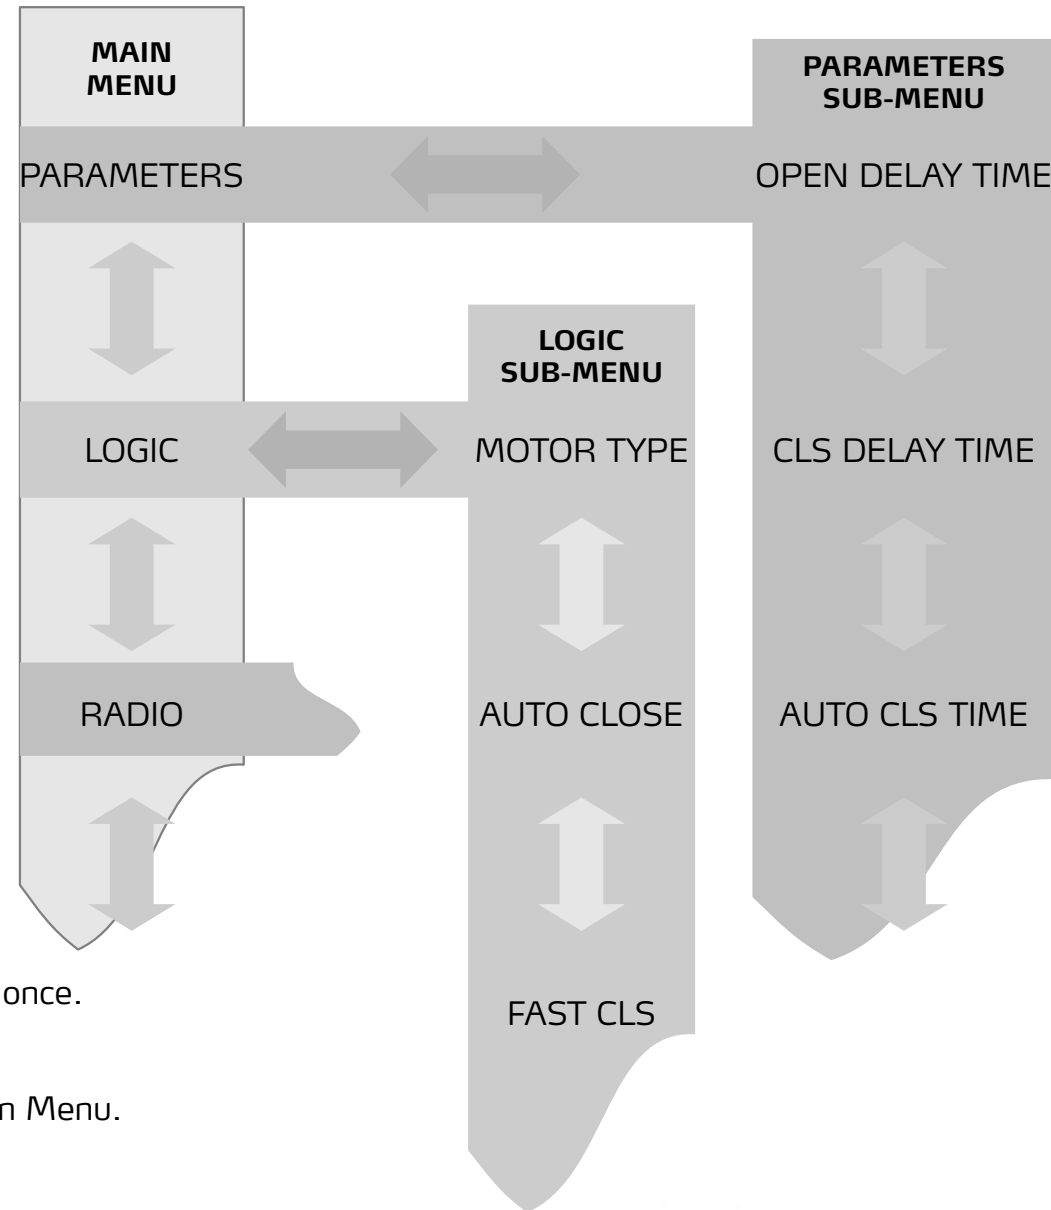 MAIN
MENU
PARAMETERS
SUB-MENU
PARAMETERS
OPEN DELAY TIME
LOGIC
SUB-MENU
LOGIC
MOTOR TYPE
CLS DELAY TIME
RADIO
AUTO CLOSE
AUTO CLS TIME
once.
FAST CLS
n Menu.